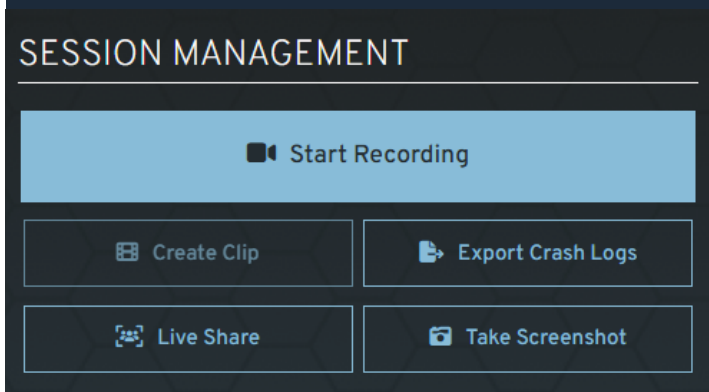 SESSION MANAGEMENT
Start Recording
Create Clip
Export Crash Logs
Live Share
Take Screenshot